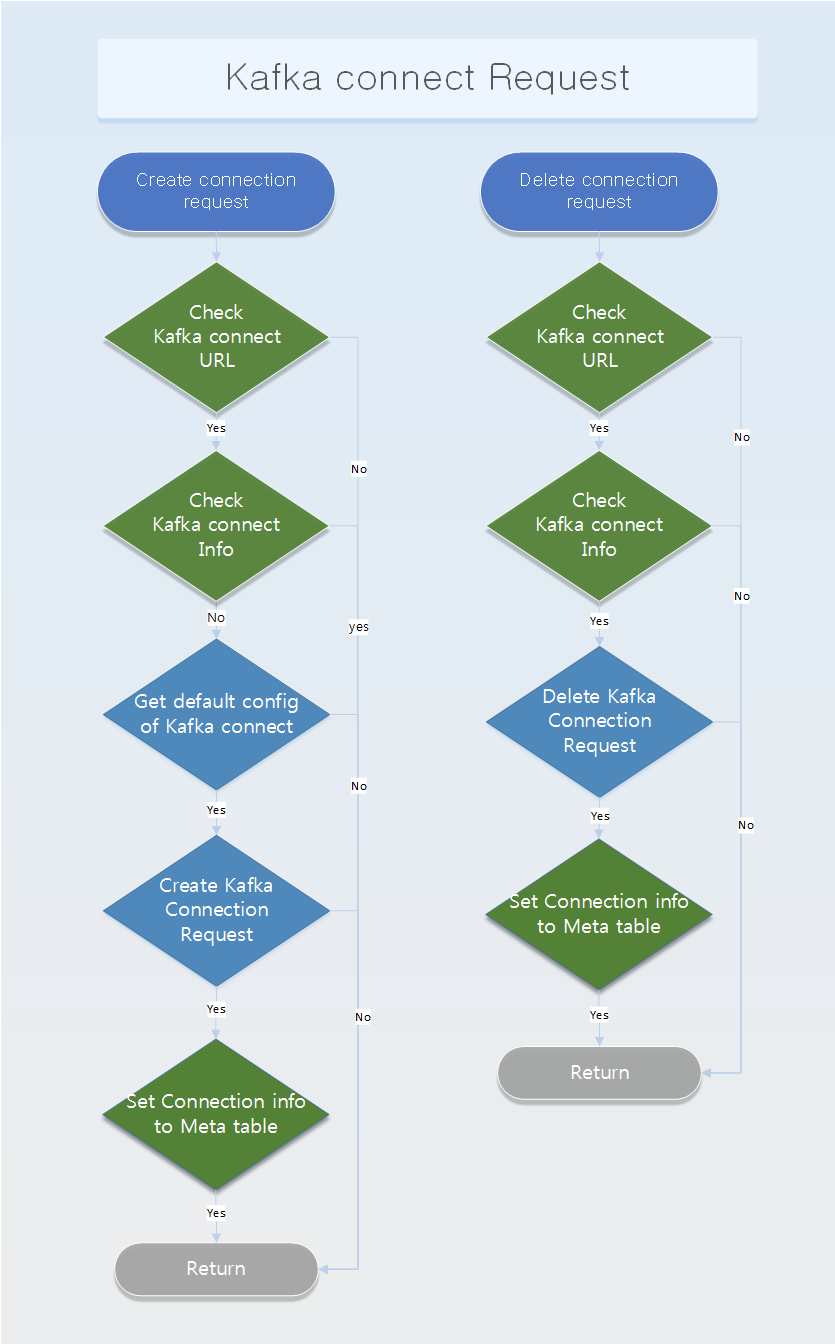 Kafka connect Request
Create connection
request
Check
Kafka connect
URL
Yes
No
Check
Kafka connect
Info
No
yes
Get default config
of Kafka connect
Yes
No
Create Kafka
Connection
Request
Yes
No
Set Connection info
to Meta table
Yes
Return
Delete connection
request
Check
Kafka connect
URL
Yes
No
Check
Kafka connect
Info
Yes
No
Delete Kafka
Connection
Request
Yes
No
Set Connection info
to Meta table
Yes
Return